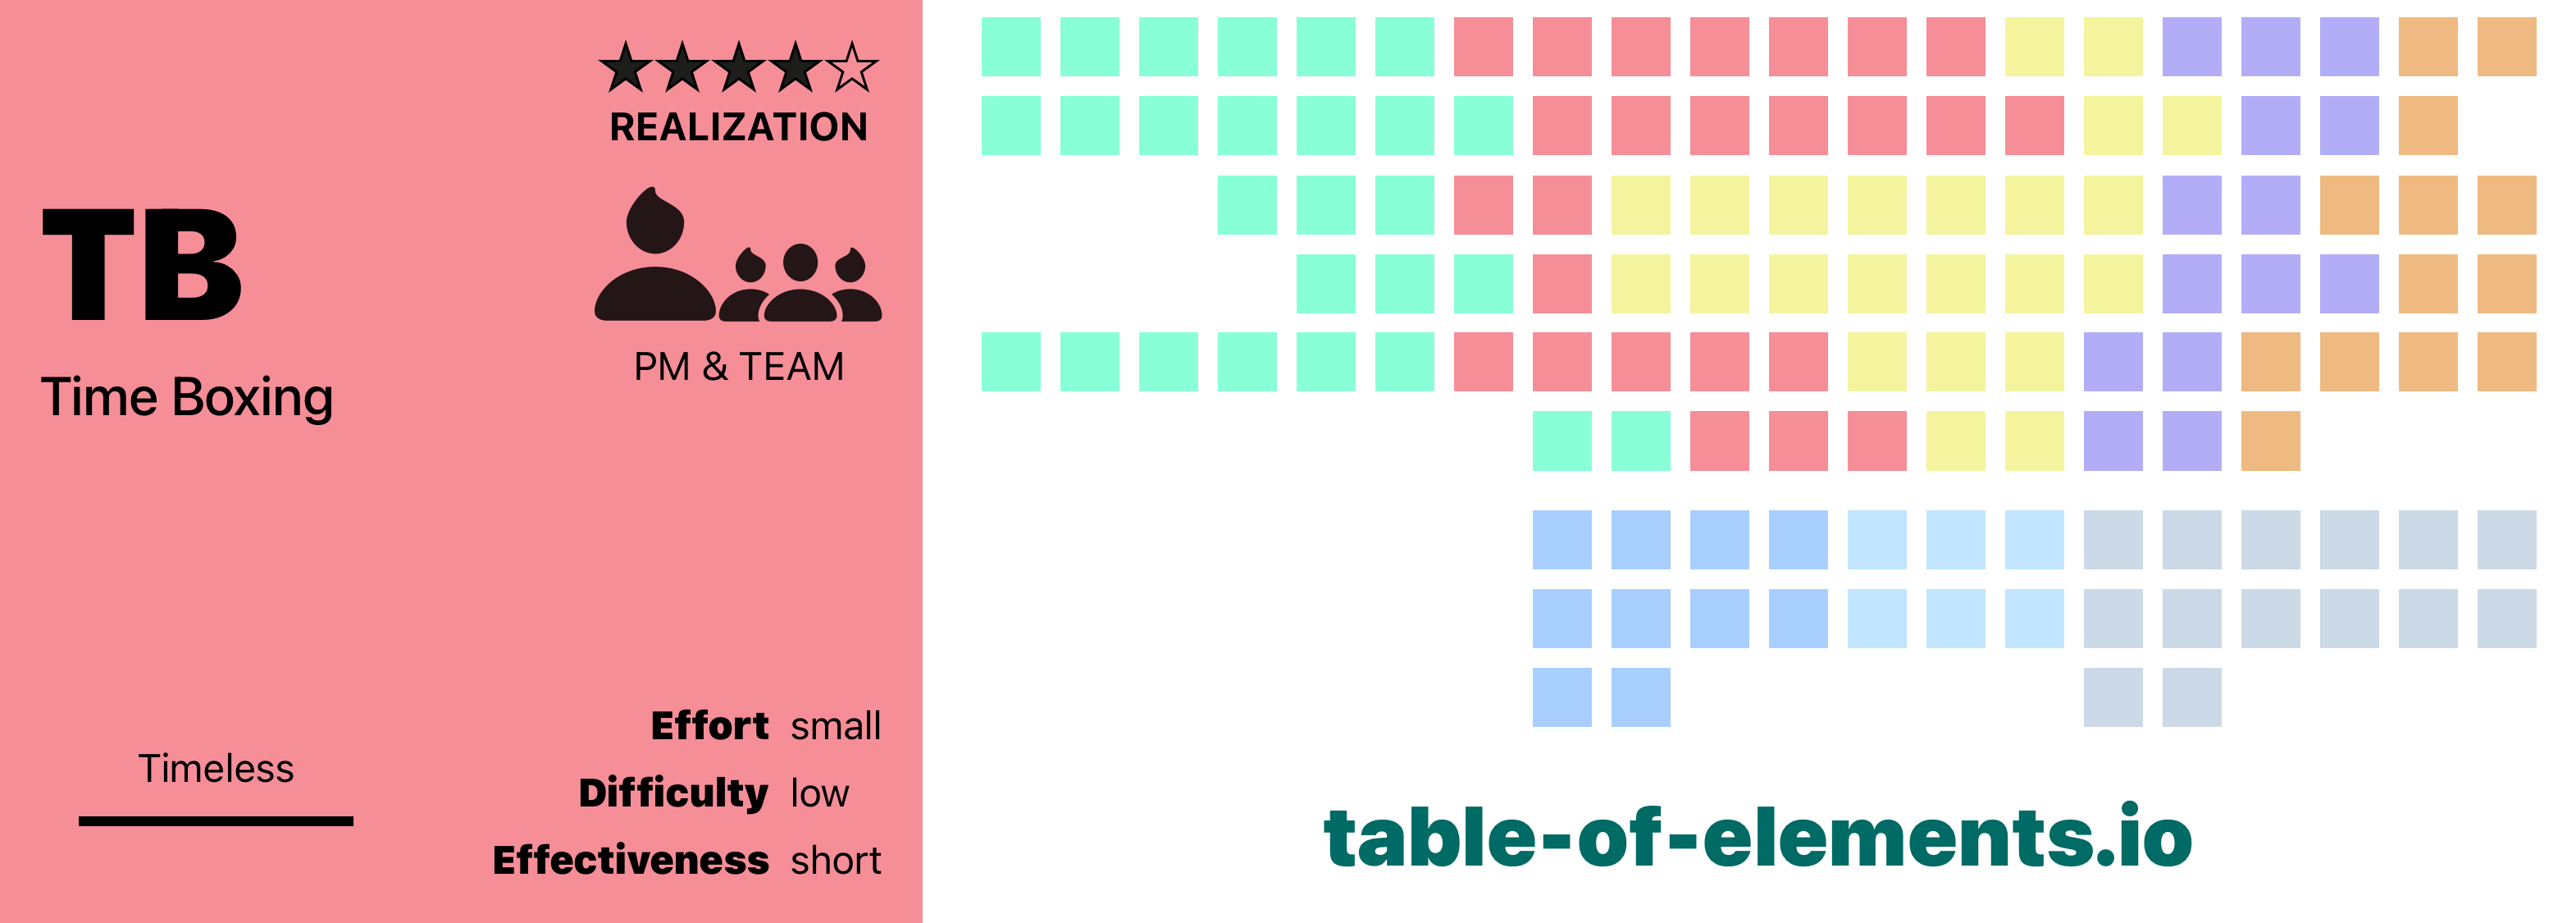 REALIZATION
TB
Time Boxing
PM & TEAM
Timeless
Effort small
Difficulty low
Effectiveness short
table-of-elements.io